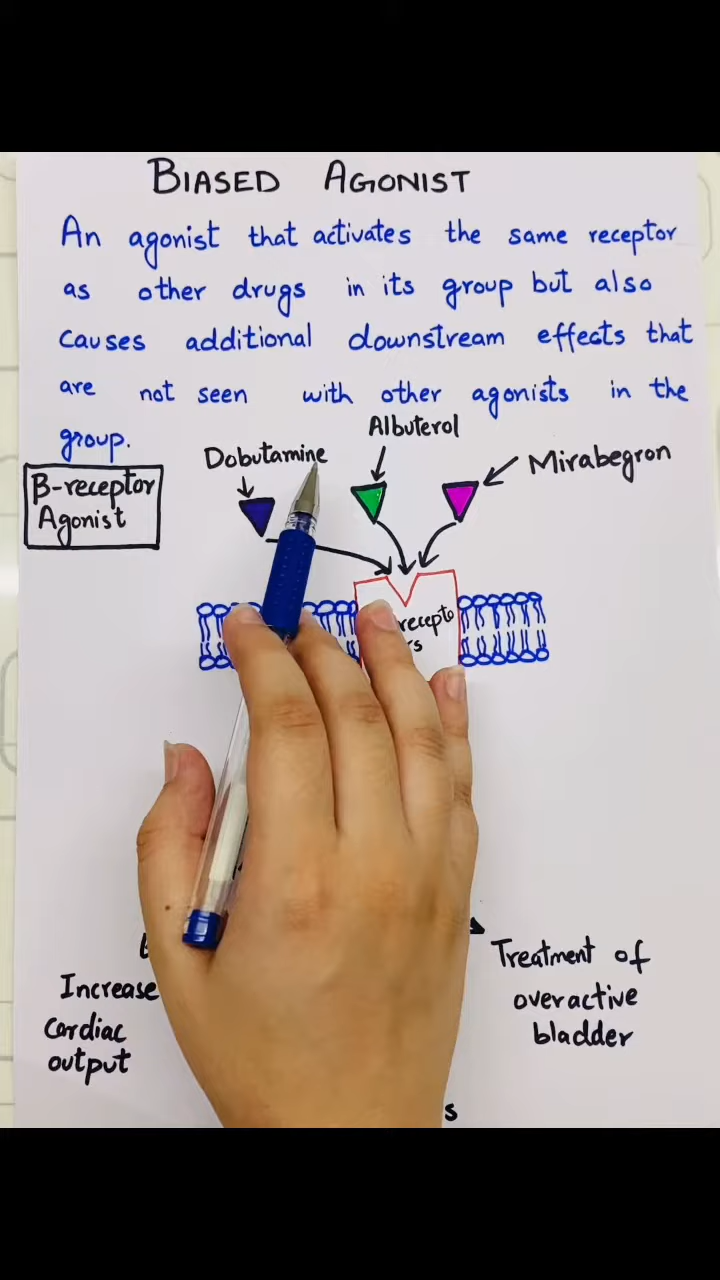 BIASED AGONIST
An agonist that activates the same receptor
as other drugs in its group but also
causes additional downstream effects that
are not seen with other agonists in the
group.
Dobutamine
Albuterol
Mirabegron
B-receptor
Agonist
Treatment of
overactive
bladder
Increase
cardiac
output